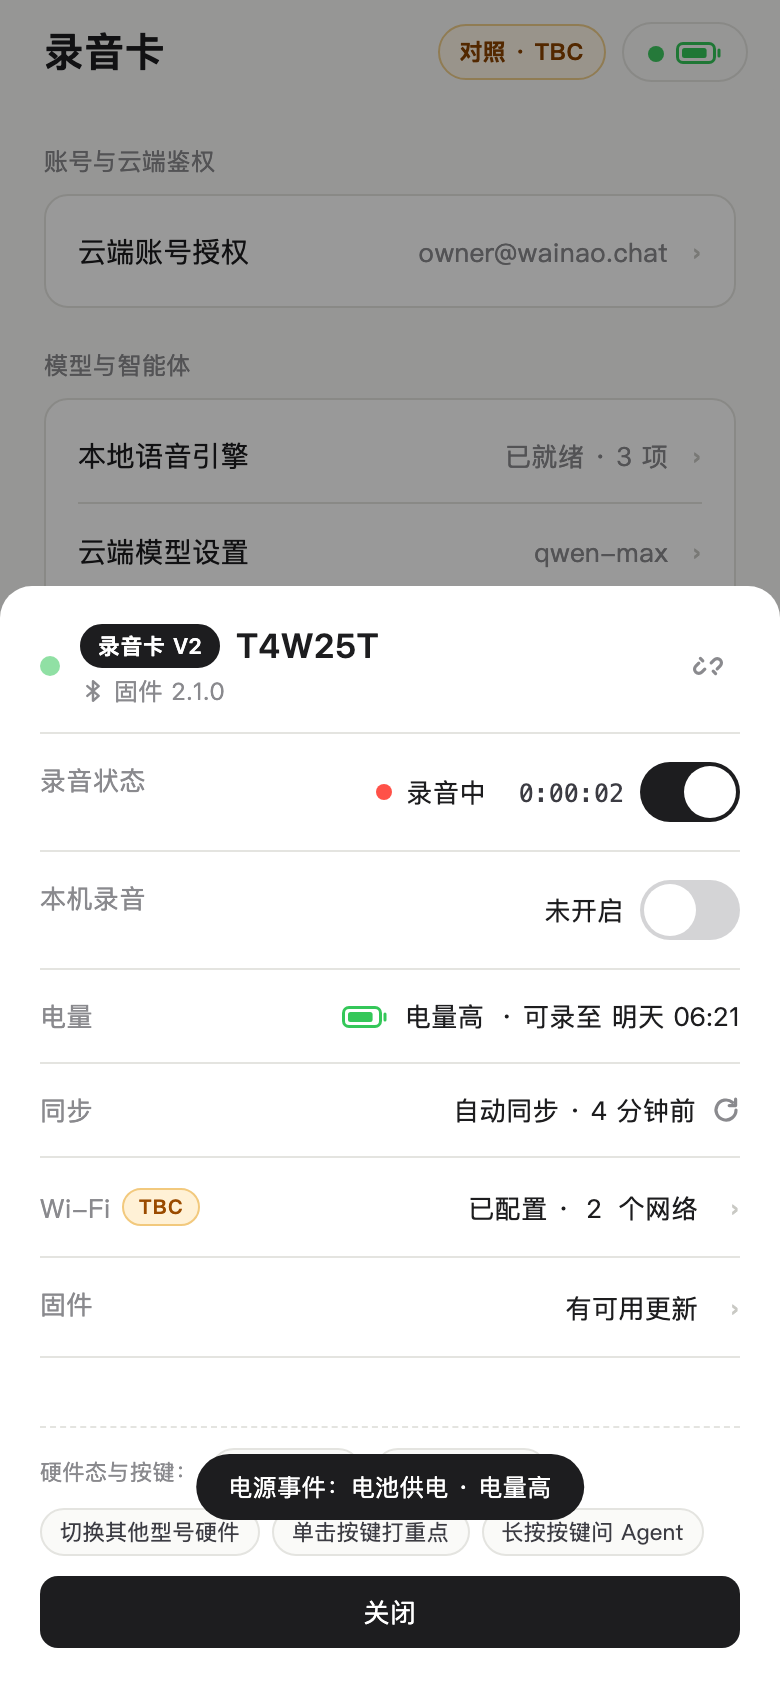 录音卡
对照 · TBC
账号与云端鉴权
云端账号授权 owner@wainao.chat
模型与智能体
本地语音引擎 已就绪 · 3 项
云端模型设置 qwen-max
录音卡 V2 T4W25T
固件 2.1.0
录音状态 录音中 0:00:02
本机录音 未开启
电量 电量高 · 可录至 明天 06:21
同步 自动同步 · 4 分钟前
Wi-Fi TBC 已配置 · 2 个网络
固件 有可用更新
硬件态与按键：
电源事件：电池供电 · 电量高
切换其他型号硬件 单击按键打重点 长按按键问 Agent
关闭